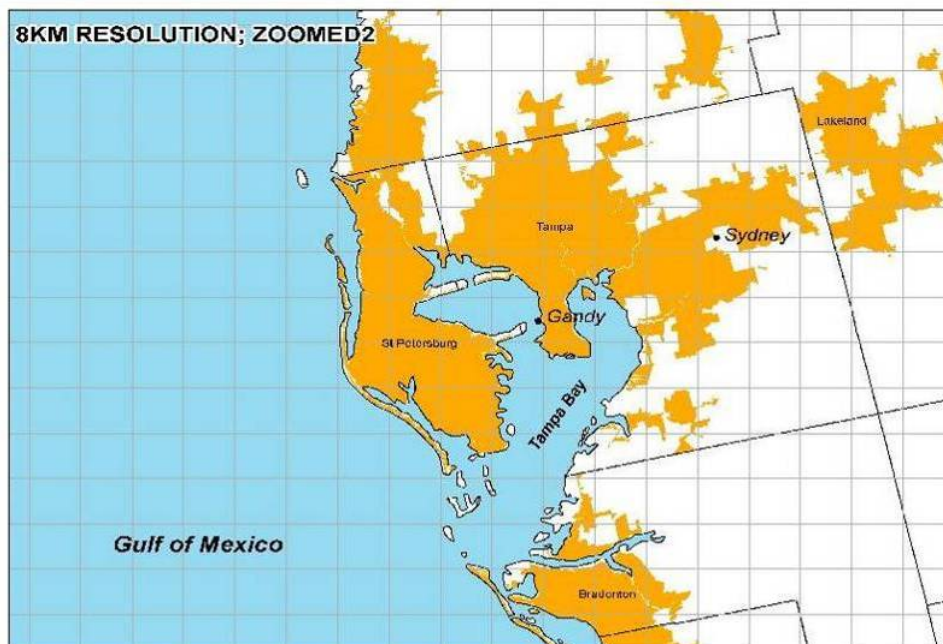 8KM RESOLUTION; ZOOMED2
Lakeland
Tampa
Sydney
Gandy
St Petersburg
Tampa Bay
Gulf of Mexico
Bradenton